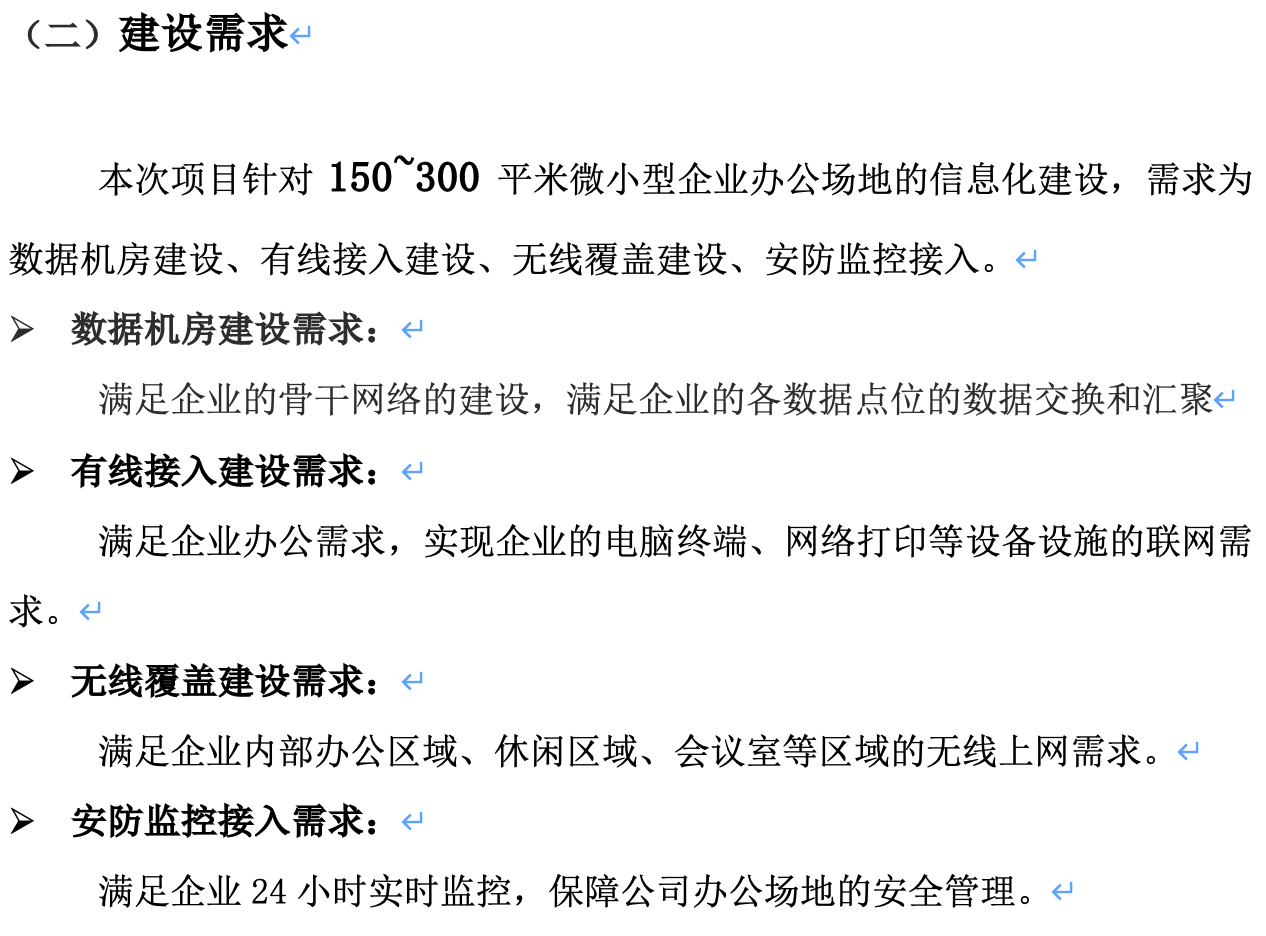 （二）建设需求↵
本次项目针对 150~300 平米微小型企业办公场地的信息化建设，需求为
数据机房建设、有线接入建设、无线覆盖建设、安防监控接入。↵
➢ 数据机房建设需求：↵
满足企业的骨干网络的建设，满足企业的各数据点位的数据交换和汇聚↵
➢ 有线接入建设需求：↵
满足企业办公需求，实现企业的电脑终端、网络打印等设备设施的联网需
求。↵
➢ 无线覆盖建设需求：↵
满足企业内部办公区域、休闲区域、会议室等区域的无线上网需求。↵
➢ 安防监控接入需求：↵
满足企业 24 小时实时监控，保障公司办公场地的安全管理。↵